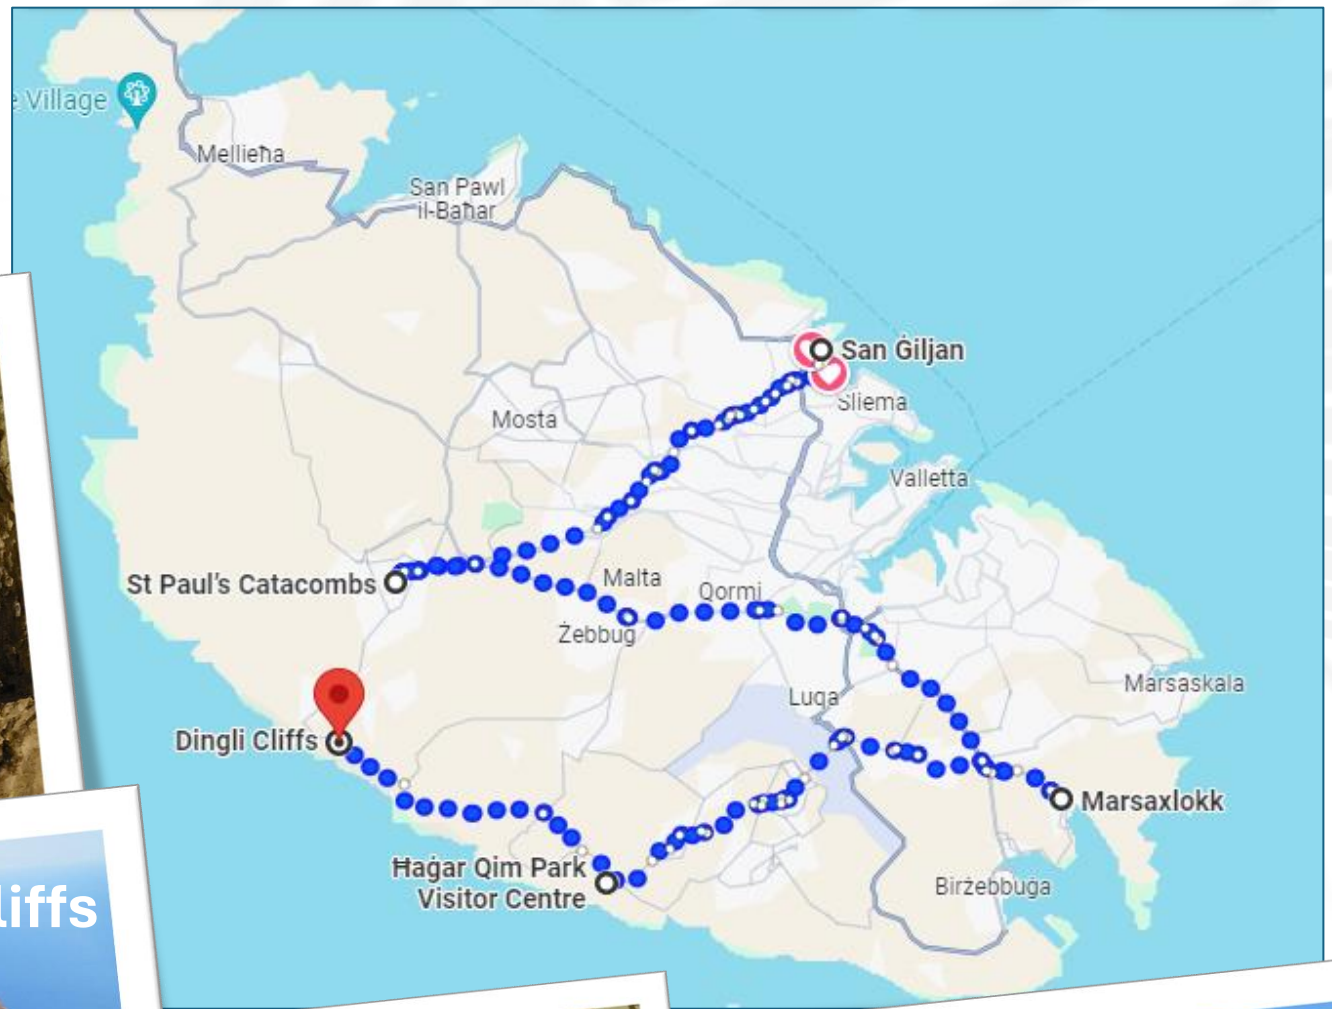 Village
Mellieħa
San Pawl
il-Baħar
San Ġiljan
Sliema
Mosta
Valletta
St Paul's Catacombs
Malta
Qormi
Żebbuġ
Luqa
Marsaskala
Dingli Cliffs
Marsaxlokk
Ħaġar Qim Park
Visitor Centre
Birżebbuġa
liffs